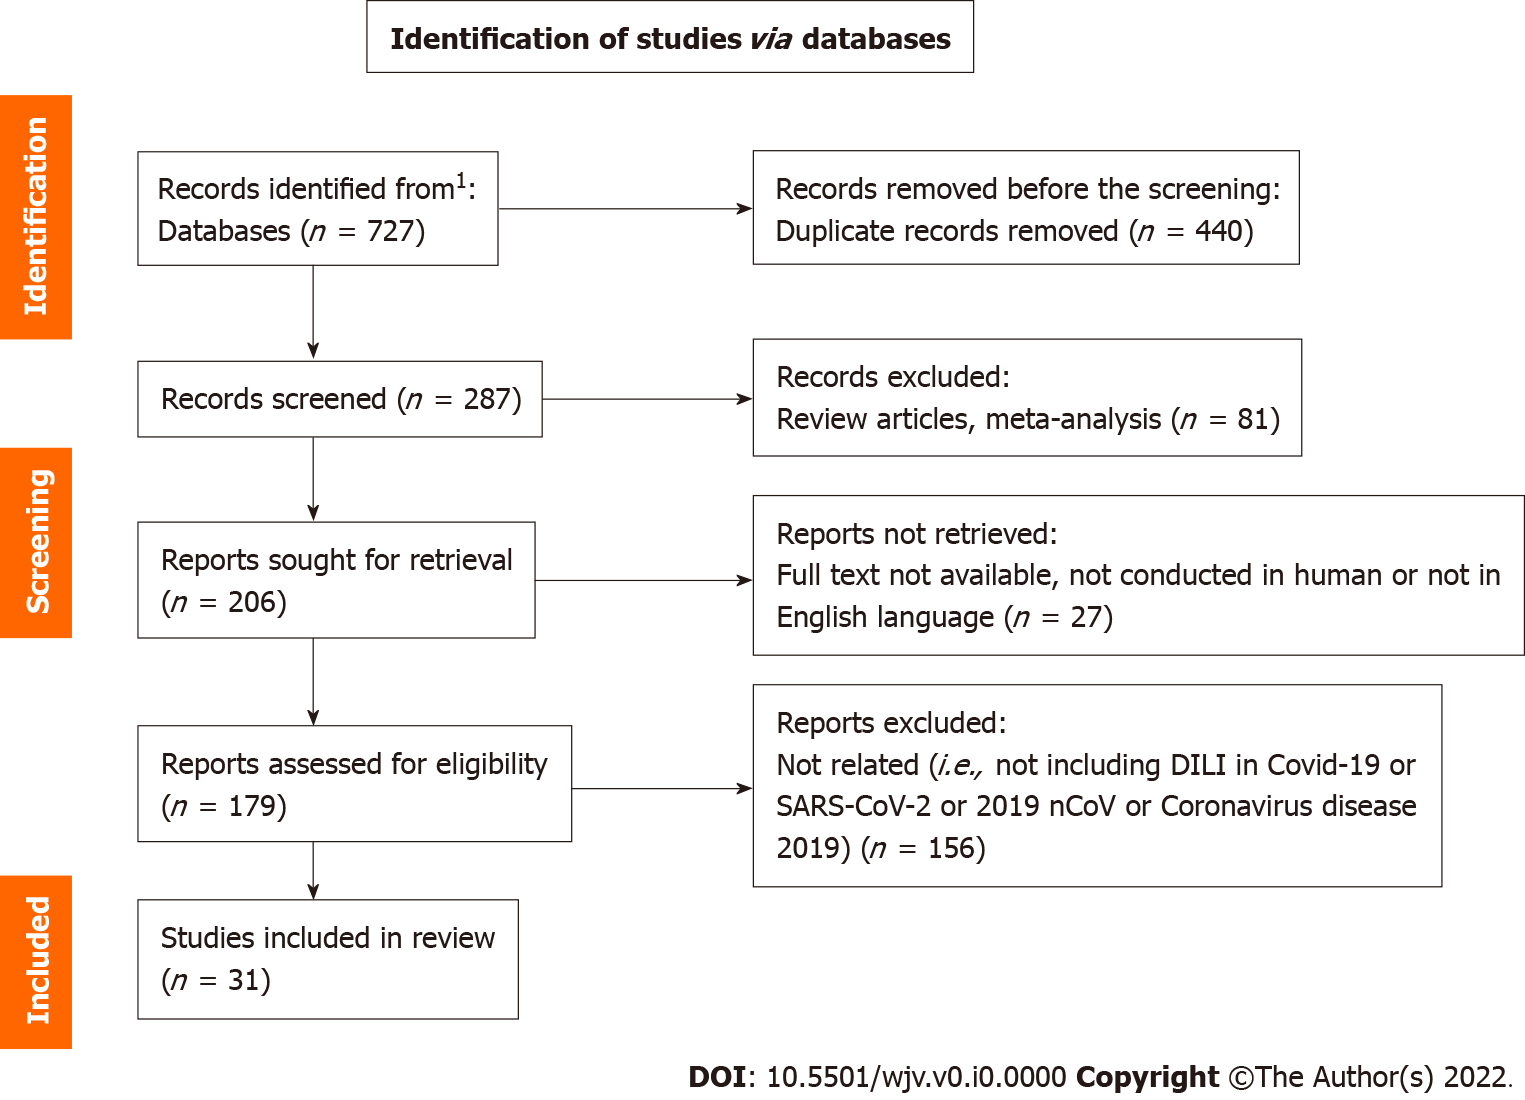 Identification of studies via databases
Identification
Records identified from1:
Databases (n = 727)
Records removed before the screening:
Duplicate records removed (n = 440)
Records screened (n = 287)
Records excluded:
Review articles, meta-analysis (n = 81)
Screening
Reports sought for retrieval
(n = 206)
Reports not retrieved:
Full text not available, not conducted in human or not in
English language (n = 27)
Reports assessed for eligibility
(n = 179)
Reports excluded:
Not related (i.e., not including DILI in Covid-19 or
SARS-CoV-2 or 2019 nCoV or Coronavirus disease
2019) (n = 156)
Included
Studies included in review
(n = 31)
DOI: 10.5501/wjv.v0.i0.0000 Copyright ©The Author(s) 2022.